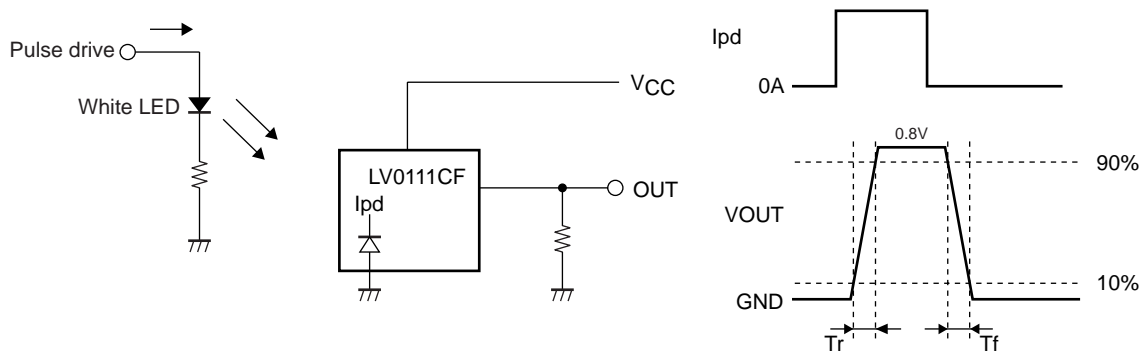 Pulse drive
White LED
VCC
LV0111CF
Ipd
OUT
Ipd
0A
0.8V
90%
VOUT
10%
GND
Tr
Tf